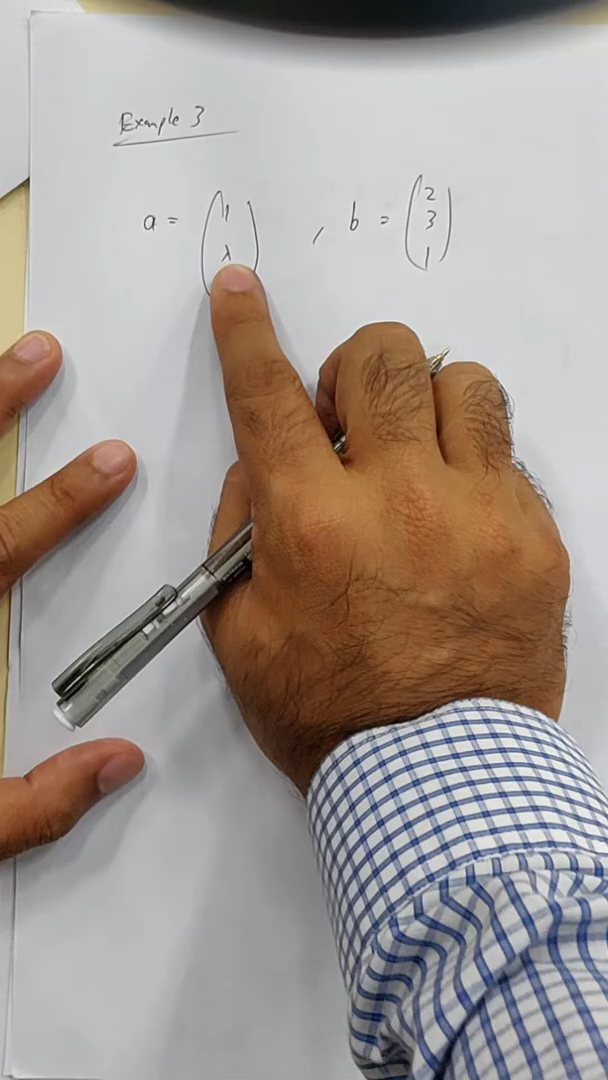 Example 3
a = (1 λ , b = (2 3 1)